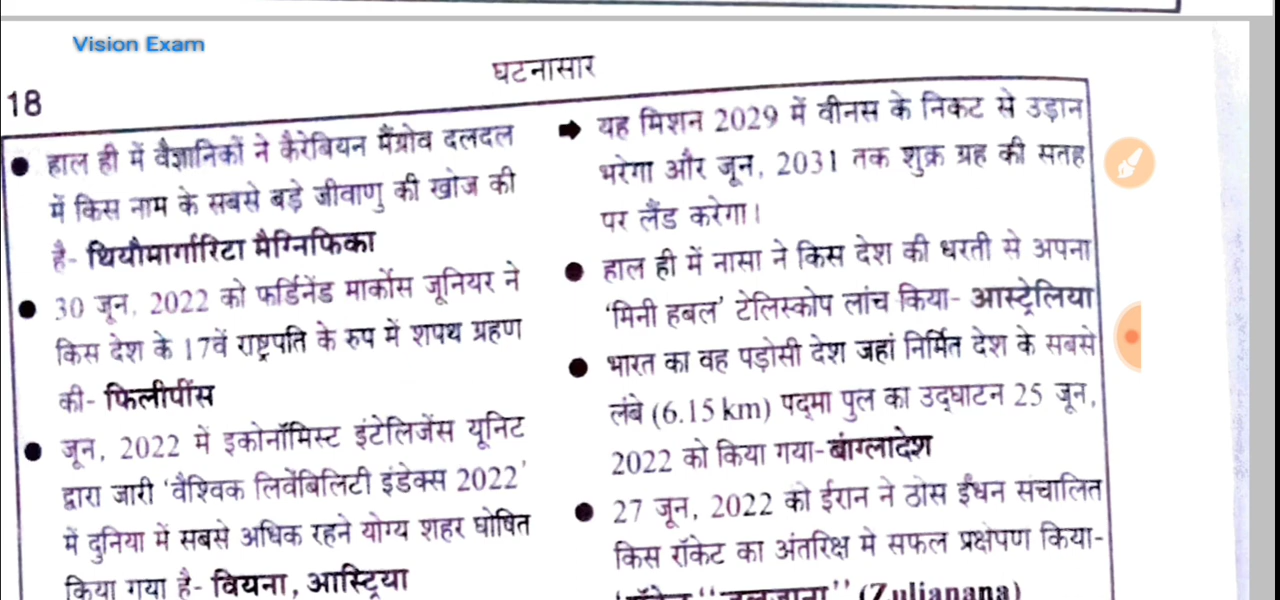 Vision Exam
घटनासार
18
● हाल ही में वैज्ञानिकों ने कैरेबियन मैंग्रोव दलदल
में किस नाम के सबसे बड़े जीवाणु की खोज की
है- थियौमार्गारिटा मैग्निफिका
● 30 जून, 2022 को फर्डिनेंड मार्कोस जूनियर ने
किस देश के 17वें राष्ट्रपति के रुप में शपथ ग्रहण
की- फिलीपींस
● जून, 2022 में इकोनॉमिस्ट इंटेलिजेंस यूनिट
द्वारा जारी ‘वैश्विक लिवेंबिलिटी इंडेक्स 2022’
में दुनिया में सबसे अधिक रहने योग्य शहर घोषित
किया गया है- वियना, आस्ट्रिया
➡ यह मिशन 2029 में वीनस के निकट से उड़ान
भरेगा और जून, 2031 तक शुक्र ग्रह की सतह
पर लैंड करेगा।
● हाल ही में नासा ने किस देश की धरती से अपना
‘मिनी हबल’ टेलिस्कोप लांच किया- आस्ट्रेलिया
● भारत का वह पड़ोसी देश जहां निर्मित देश के सबसे
लंबे (6.15 km) पद्मा पुल का उद्घाटन 25 जून,
2022 को किया गया- बांग्लादेश
● 27 जून, 2022 को ईरान ने ठोस ईंधन संचालित
किस रॉकेट का अंतरिक्ष मे सफल प्रक्षेपण किया-
(Zuljanana)